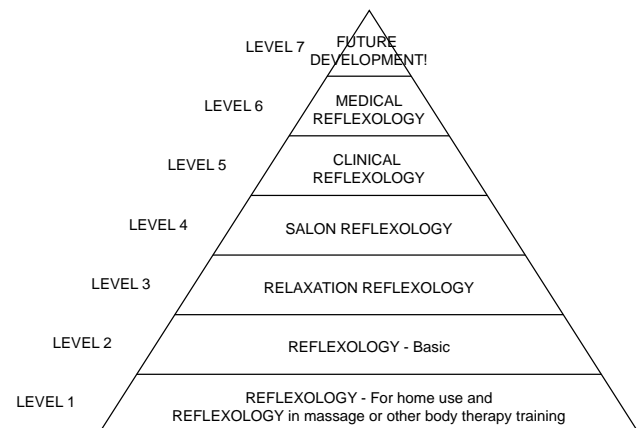 LEVEL 7
FUTURE
DEVELOPMENT!
LEVEL 6
MEDICAL
REFLEXOLOGY
LEVEL 5
CLINICAL
REFLEXOLOGY
LEVEL 4
SALON REFLEXOLOGY
LEVEL 3
RELAXATION REFLEXOLOGY
LEVEL 2
REFLEXOLOGY - Basic
LEVEL 1
REFLEXOLOGY - For home use and
REFLEXOLOGY in massage or other body therapy training